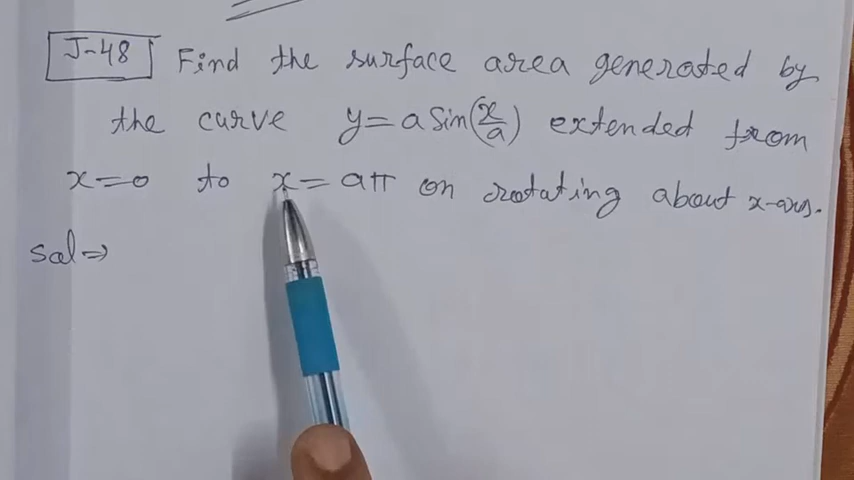 J-48 Find the surface area generated by
the curve y=a sin(x/a) extended from
x=0 to x=aπ on rotating about x-axis.
Sol⇒